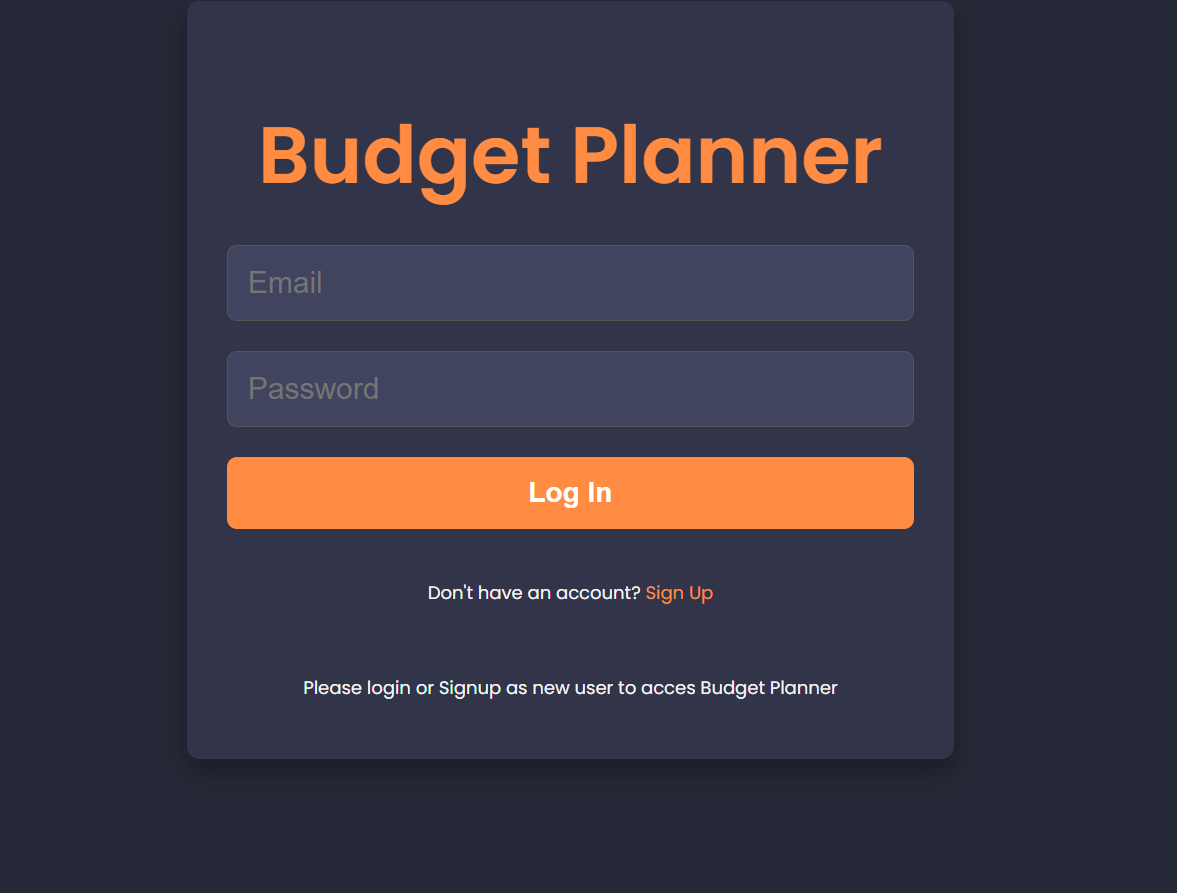 Budget Planner
Email
Password
Log In
Don't have an account? Sign Up
Please login or Signup as new user to acces Budget Planner